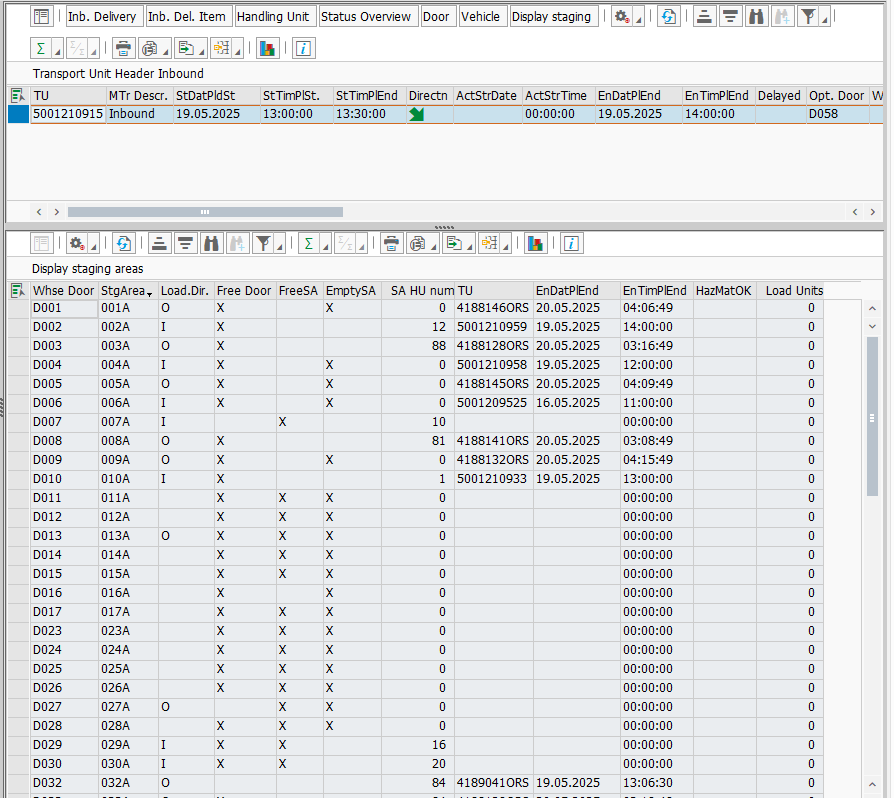 Inb. Delivery Inb. Del. Item Handling Unit Status Overview Door Vehicle Display staging
Transport Unit Header Inbound
TU MTr Descr. StDatPldSt StTimPlSt. StTimPlEnd Directn ActStrDate ActStrTime EnDatPlEnd EnTimPlEnd Delayed Opt. Door W
5001210915 Inbound 19.05.2025 13:00:00 13:30:00 00:00:00 19.05.2025 14:00:00 D058
Display staging areas
Whse Door StgArea Load.Dir. Free Door FreeSA EmptySA SA HU num TU EnDatPlEnd EnTimPlEnd HazMatOK Load Units
D001 001A O X X 0 4188146ORS 20.05.2025 04:06:49 0
D002 002A I X 12 5001210959 19.05.2025 14:00:00 0
D003 003A O X 88 4188128ORS 20.05.2025 03:16:49 0
D004 004A I X X 0 5001210958 19.05.2025 12:00:00 0
D005 005A O X X 0 4188145ORS 20.05.2025 04:09:49 0
D006 006A I X X 0 5001209525 16.05.2025 11:00:00 0
D007 007A I X 10 00:00:00 0
D008 008A O X 81 4188141ORS 20.05.2025 03:08:49 0
D009 009A O X X 0 4188132ORS 20.05.2025 04:15:49 0
D010 010A I X 1 5001210933 19.05.2025 13:00:00 0
D011 011A X X X 0 00:00:00 0
D012 012A X X X 0 00:00:00 0
D013 013A O X X X 0 00:00:00 0
D014 014A X X X 0 00:00:00 0
D015 015A X X X 0 00:00:00 0
D016 016A X X 0 00:00:00 0
D017 017A X X X 0 00:00:00 0
D023 023A X X X 0 00:00:00 0
D024 024A X X X 0 00:00:00 0
D025 025A X X X 0 00:00:00 0
D026 026A X X X 0 00:00:00 0
D027 027A O X X 0 00:00:00 0
D028 028A X X X 0 00:00:00 0
D029 029A I X X 16 00:00:00 0
D030 030A I X X 20 00:00:00 0
D032 032A O 84 4189041ORS 19.05.2025 13:06:30 0